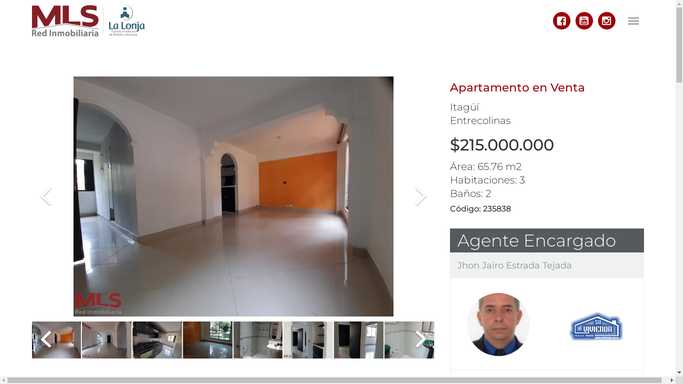 MLS
Red Inmobiliaria
La Lonja
Apartamento en Venta
Itagüí
Entrecolinas
$215.000.000
Área: 65.76 m2
Habitaciones: 3
Baños: 2
Código: 235838
MLS
Red Inmobiliaria
Agente Encargado
Jhon Jairo Estrada Tejada
VIVIENDA